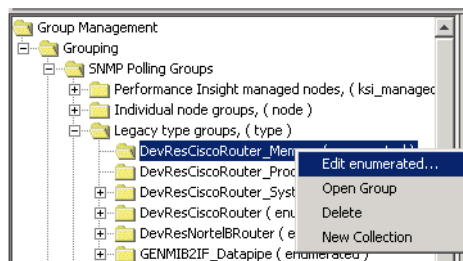 Group Management
Grouping
SNMP Polling Groups
Performance Insight managed nodes, ( ksi_managed
Individual node groups, ( node )
Legacy type groups, ( type )
DevResCiscoRouter_Mem
Edit enumerated...
DevResCiscoRouter_Proc
Open Group
DevResCiscoRouter_Syst
Delete
DevResCiscoRouter ( enu
New Collection
DevResNortelBRouter ( e
GENMIB2IF_Datapipe ( enumerated )